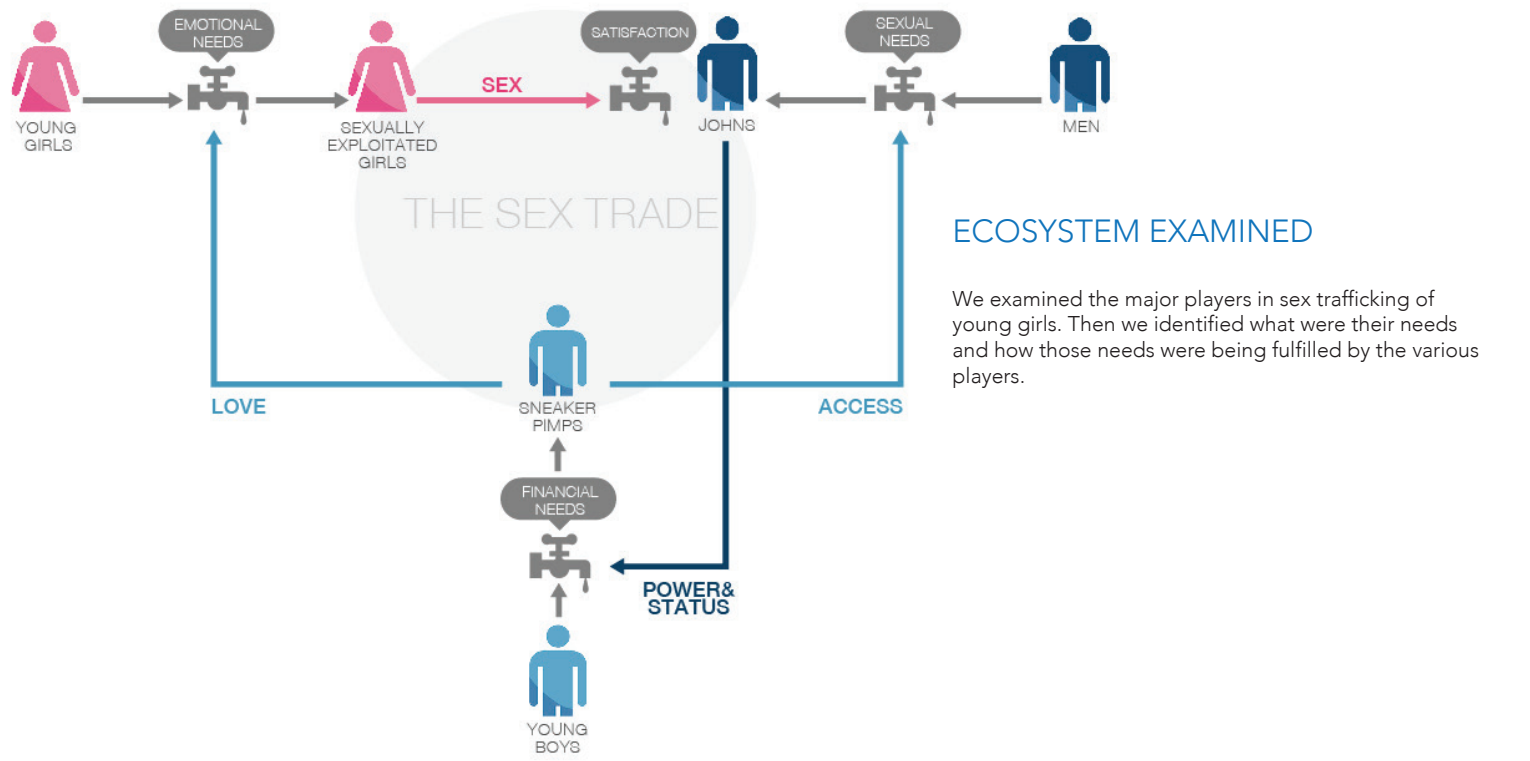 EMOTIONAL
NEEDS
YOUNG
GIRLS
SEXUALLY
EXPLOITATED
GIRLS
SEX
SATISFACTION
JOHNS
SEXUAL
NEEDS
MEN
THE SEX TRADE
ECOSYSTEM EXAMINED
We examined the major players in sex trafficking of
young girls. Then we identified what were their needs
and how those needs were being fulfilled by the various
players.
LOVE
SNEAKER
PIMPS
ACCESS
FINANCIAL
NEEDS
POWER&
STATUS
YOUNG
BOYS